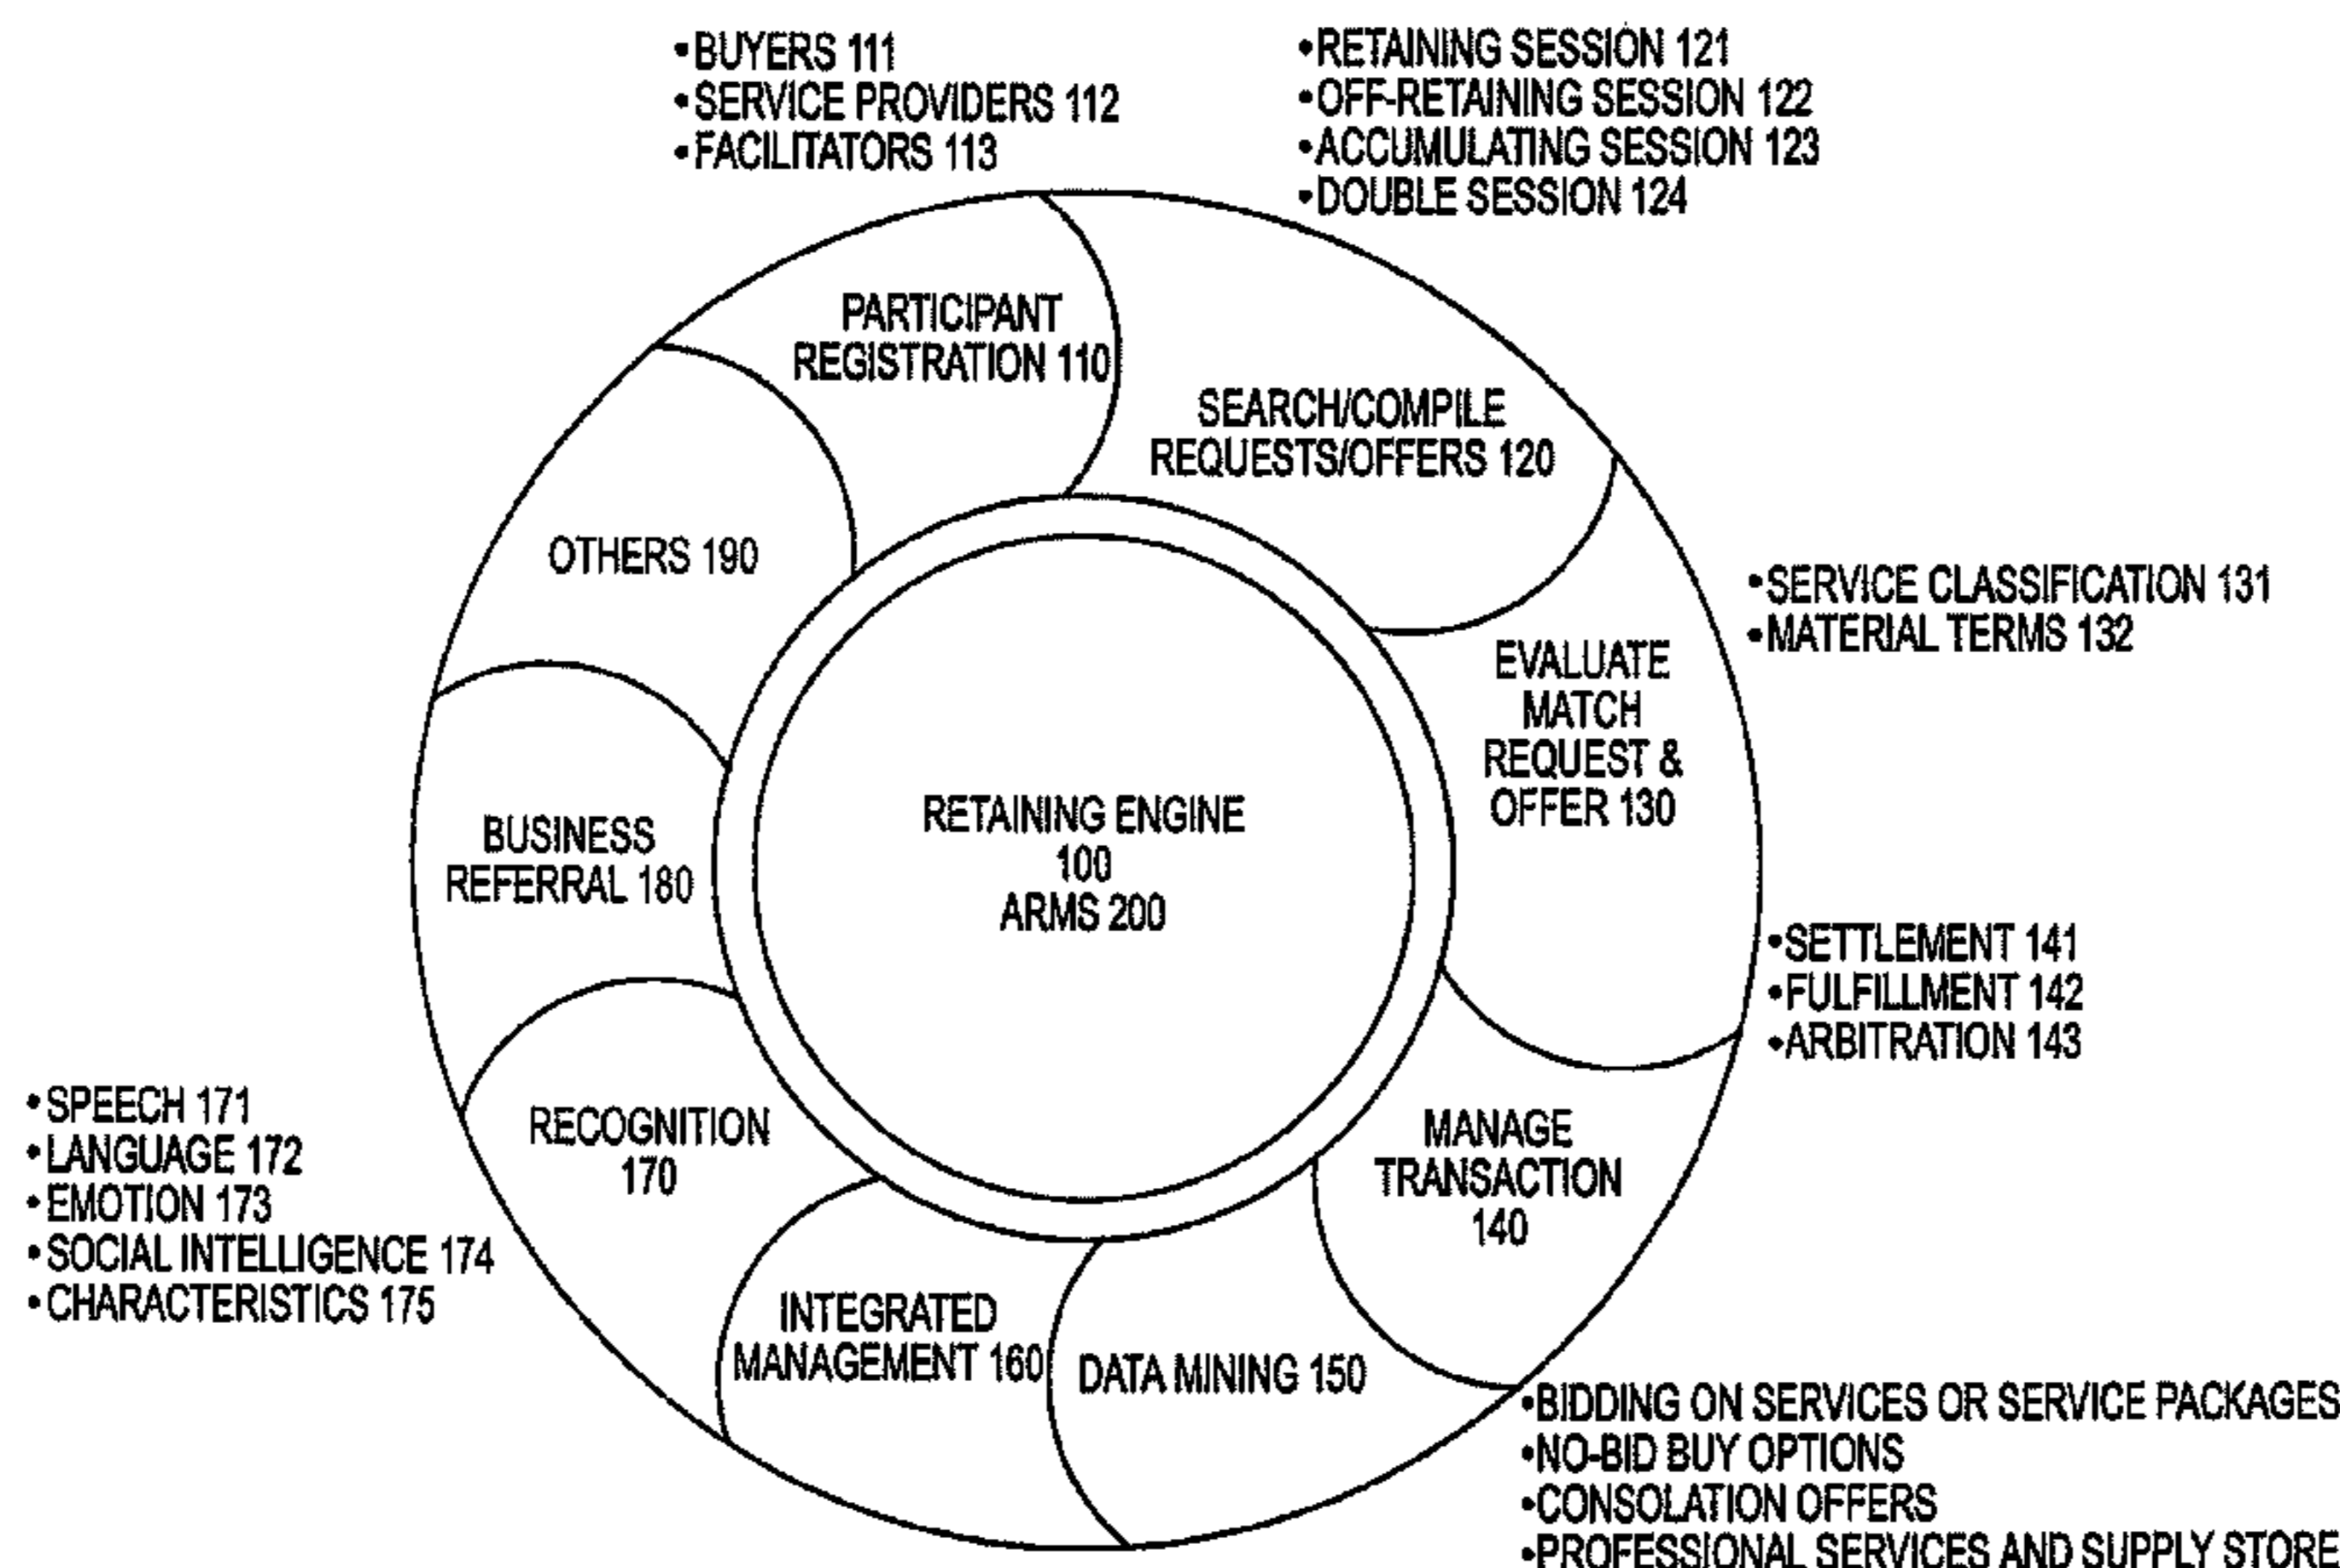 •BUYERS 111
•SERVICE PROVIDERS 112
•FACILITATORS 113
•RETAINING SESSION 121
•OFF-RETAINING SESSION 122
•ACCUMULATING SESSION 123
•DOUBLE SESSION 124
PARTICIPANT
REGISTRATION 110
SEARCH/COMPILE
REQUESTS/OFFERS 120
OTHERS 190
•SERVICE CLASSIFICATION 131
•MATERIAL TERMS 132
EVALUATE
MATCH
REQUEST &
OFFER 130
RETAINING ENGINE
100
ARMS 200
BUSINESS
REFERRAL 180
•SETTLEMENT 141
•FULFILLMENT 142
•ARBITRATION 143
•SPEECH 171
•LANGUAGE 172
•EMOTION 173
•SOCIAL INTELLIGENCE 174
•CHARACTERISTICS 175
RECOGNITION
170
MANAGE
TRANSACTION
140
INTEGRATED
MANAGEMENT 160
DATA MINING 150
•BIDDING ON SERVICES OR SERVICE PACKAGES
•NO-BID BUY OPTIONS
•CONSOLATION OFFERS
•PROFESSIONAL SERVICES AND SUPPLY STORE